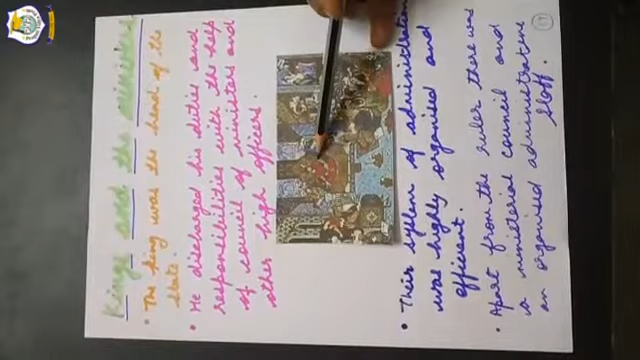 Kings and the ministers
• The king was the head of the
state.
• He discharged his duties and
responsibilities with the help
of council of ministers and
other high officers.
• Their system of administration
was highly organised and
efficient.
• Apart from the ruler there was
a ministerial council and
an organised administrative
staff.